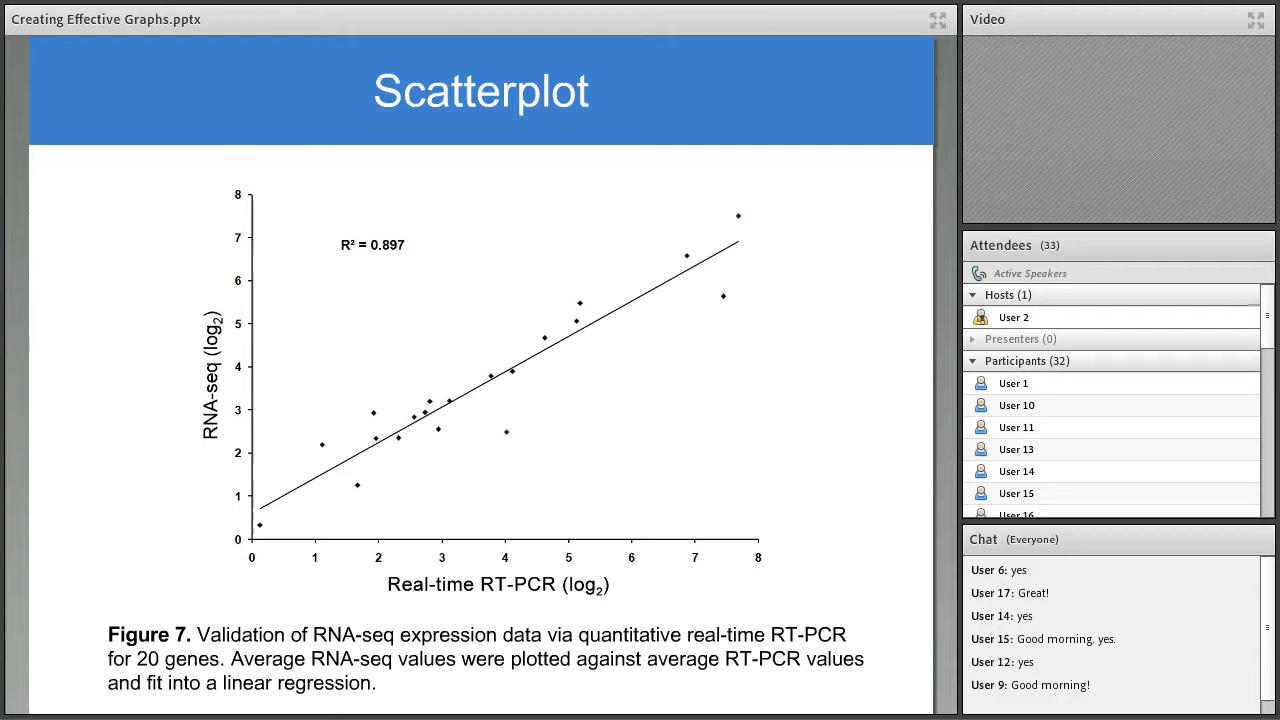 Creating Effective Graphs.pptx
Scatterplot
8
7
6
5
4
3
2
1
0
R² = 0.897
RNA-seq (log₂)
0 1 2 3 4 5 6 7 8
Real-time RT-PCR (log₂)
Figure 7. Validation of RNA-seq expression data via quantitative real-time RT-PCR
for 20 genes. Average RNA-seq values were plotted against average RT-PCR values
and fit into a linear regression.
Video
Attendees (33)
Active Speakers
Hosts (1)
User 2
Presenters (0)
Participants (32)
User 1
User 10
User 11
User 13
User 14
User 15
User 16
Chat (Everyone)
User 6: yes
User 17: Great!
User 14: yes
User 15: Good morning. yes.
User 12: yes
User 9: Good morning!